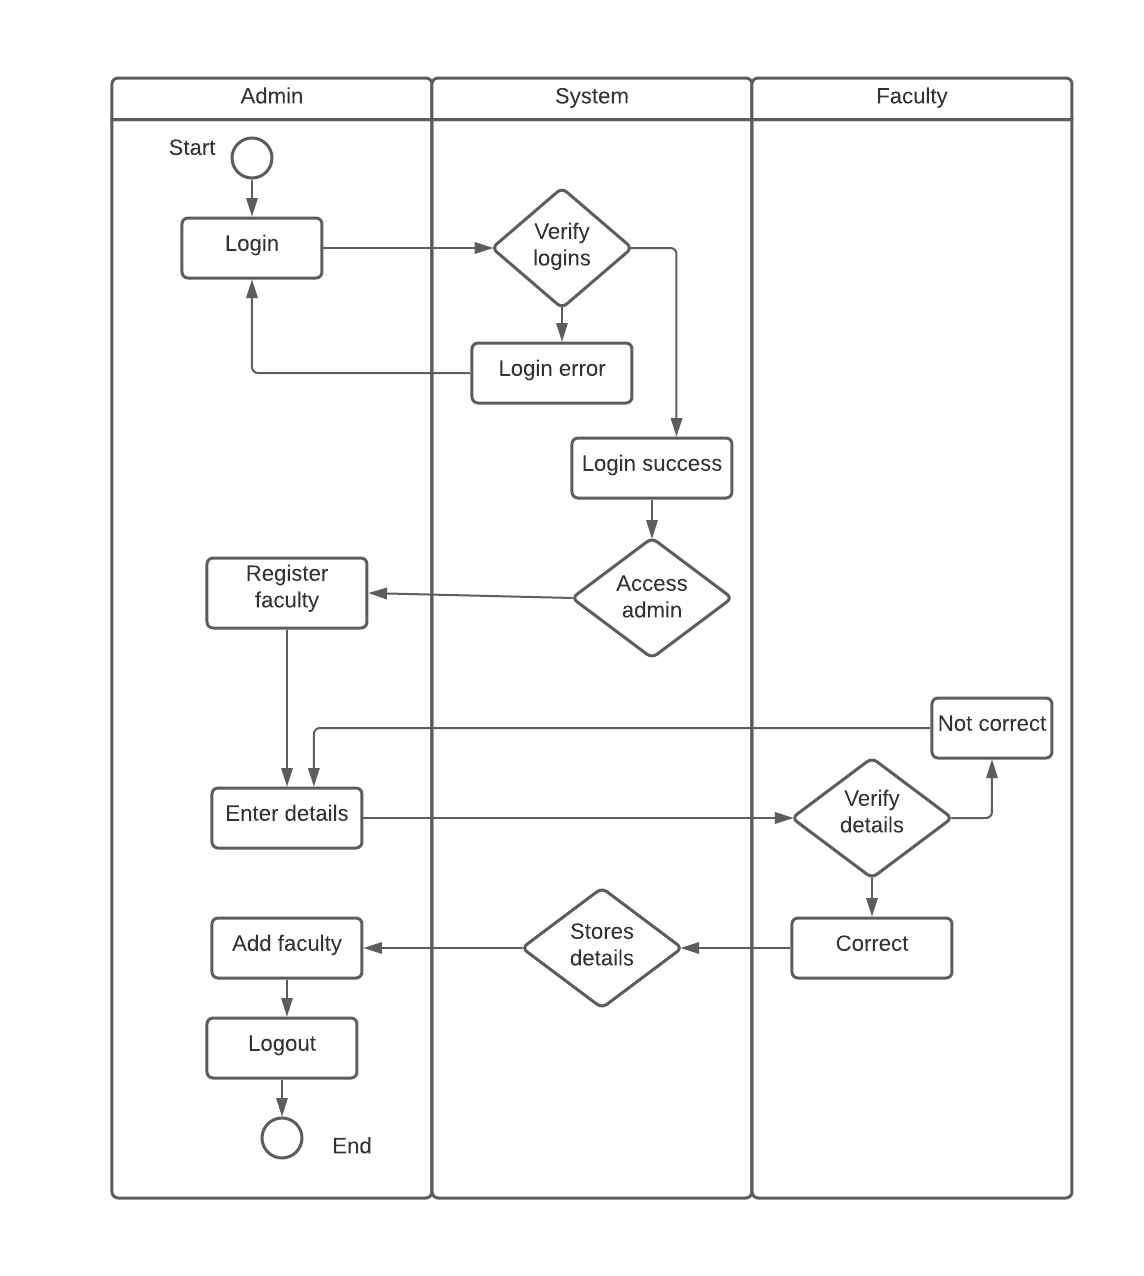 Admin
System
Faculty
Start
Login
Verify
logins
Login error
Login success
Register
faculty
Access
admin
Not correct
Enter details
Verify
details
Add faculty
Stores
details
Correct
Logout
End